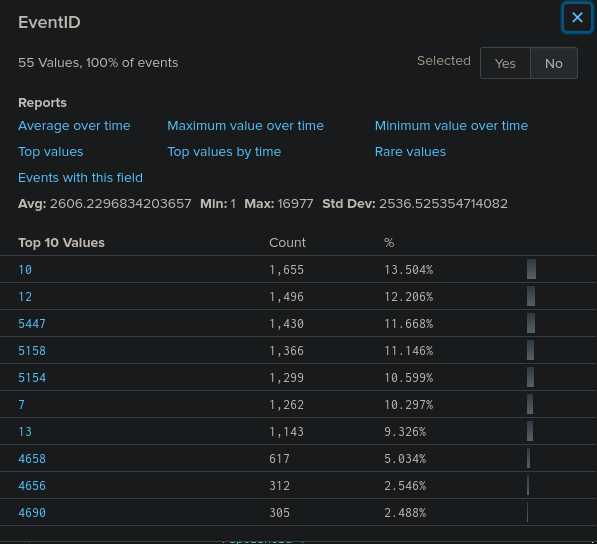 EventID
55 Values, 100% of events
Selected Yes No
Reports
Average over time Maximum value over time Minimum value over time
Top values Top values by time Rare values
Events with this field
Avg: 2606.2296834203657 Min: 1 Max: 16977 Std Dev: 2536.525354714082
Top 10 Values Count %
10 1,655 13.504%
12 1,496 12.206%
5447 1,430 11.668%
5158 1,366 11.146%
5154 1,299 10.599%
7 1,262 10.297%
13 1,143 9.326%
4658 617 5.034%
4656 312 2.546%
4690 305 2.488%